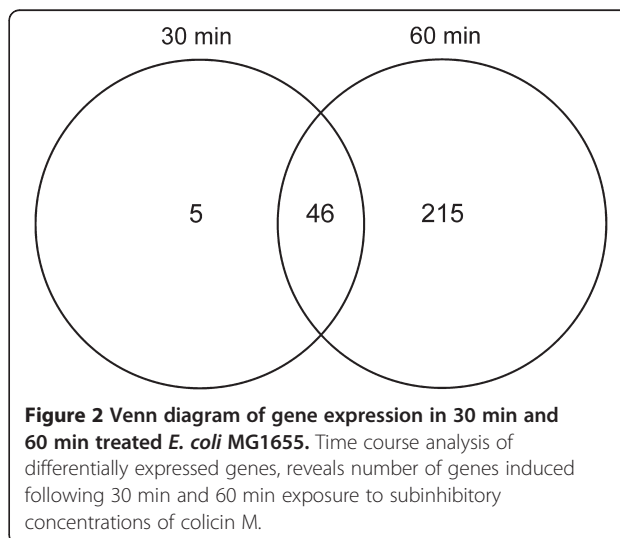 30 min 60 min
5 46 215
Figure 2 Venn diagram of gene expression in 30 min and
60 min treated E. coli MG1655. Time course analysis of
differentially expressed genes, reveals number of genes induced
following 30 min and 60 min exposure to subinhibitory
concentrations of colicin M.